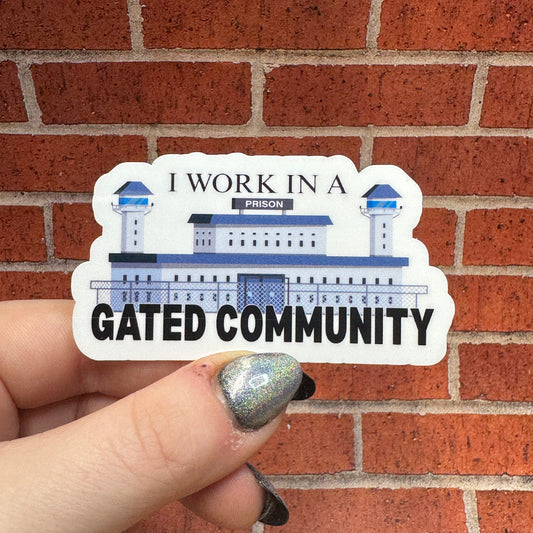 I WORK IN A
PRISON
GATED COMMUNITY